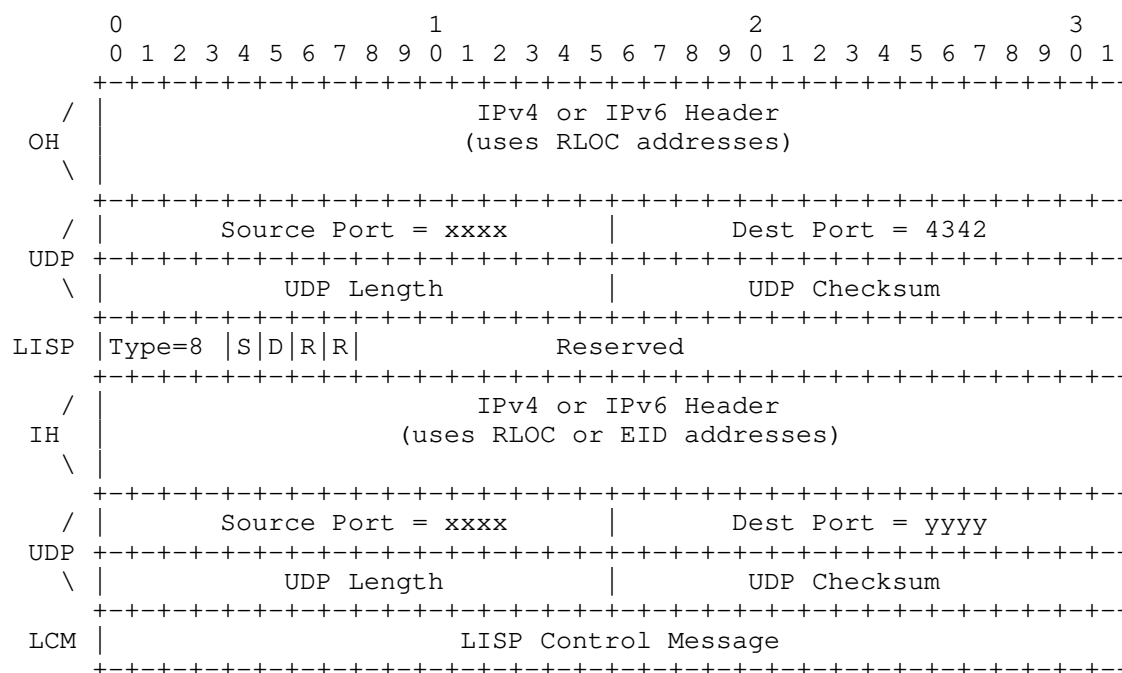 0                   1                   2                   3
       0 1 2 3 4 5 6 7 8 9 0 1 2 3 4 5 6 7 8 9 0 1 2 3 4 5 6 7 8 9 0 1
      +-+-+-+-+-+-+-+-+-+-+-+-+-+-+-+-+-+-+-+-+-+-+-+-+-+-+-+-+-+-+-+--
    / |                       IPv4 or IPv6 Header
  OH  |                      (uses RLOC addresses)
    \ |
      +-+-+-+-+-+-+-+-+-+-+-+-+-+-+-+-+-+-+-+-+-+-+-+-+-+-+-+-+-+-+-+--
    / |       Source Port = xxxx      |       Dest Port = 4342
  UDP +-+-+-+-+-+-+-+-+-+-+-+-+-+-+-+-+-+-+-+-+-+-+-+-+-+-+-+-+-+-+-+--
    \ |           UDP Length          |        UDP Checksum
      +-+-+-+-+-+-+-+-+-+-+-+-+-+-+-+-+-+-+-+-+-+-+-+-+-+-+-+-+-+-+-+--
 LISP |Type=8 |S|D|R|R|            Reserved
      +-+-+-+-+-+-+-+-+-+-+-+-+-+-+-+-+-+-+-+-+-+-+-+-+-+-+-+-+-+-+-+--
    / |                       IPv4 or IPv6 Header
  IH  |                  (uses RLOC or EID addresses)
    \ |
      +-+-+-+-+-+-+-+-+-+-+-+-+-+-+-+-+-+-+-+-+-+-+-+-+-+-+-+-+-+-+-+--
    / |       Source Port = xxxx      |       Dest Port = yyyy
  UDP +-+-+-+-+-+-+-+-+-+-+-+-+-+-+-+-+-+-+-+-+-+-+-+-+-+-+-+-+-+-+-+--
    \ |           UDP Length          |        UDP Checksum
      +-+-+-+-+-+-+-+-+-+-+-+-+-+-+-+-+-+-+-+-+-+-+-+-+-+-+-+-+-+-+-+--
  LCM |                      LISP Control Message
      +-+-+-+-+-+-+-+-+-+-+-+-+-+-+-+-+-+-+-+-+-+-+-+-+-+-+-+-+-+-+-+--